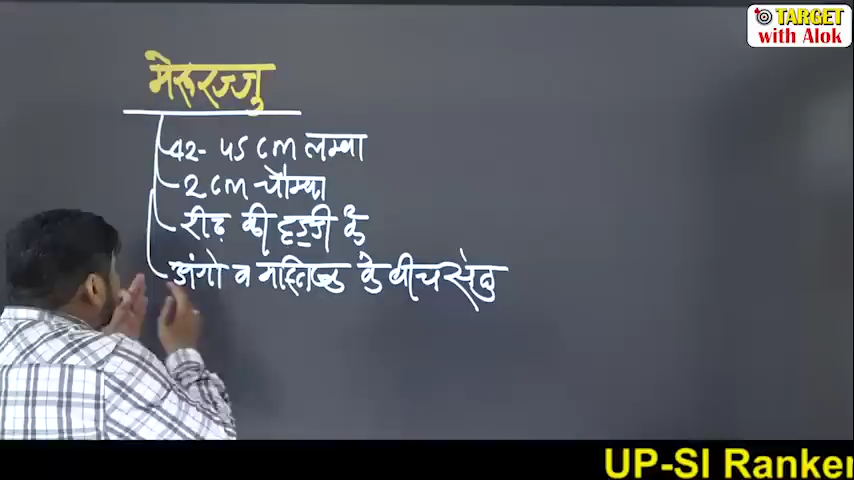 TARGET
with Alok
मेरुरज्जु
42- 45 cm लम्बा
2 cm चौम्बा
रीढ़ की हड्डी के
अंगो व मस्तिष्क के बीच सेतु
UP-SI Ranker